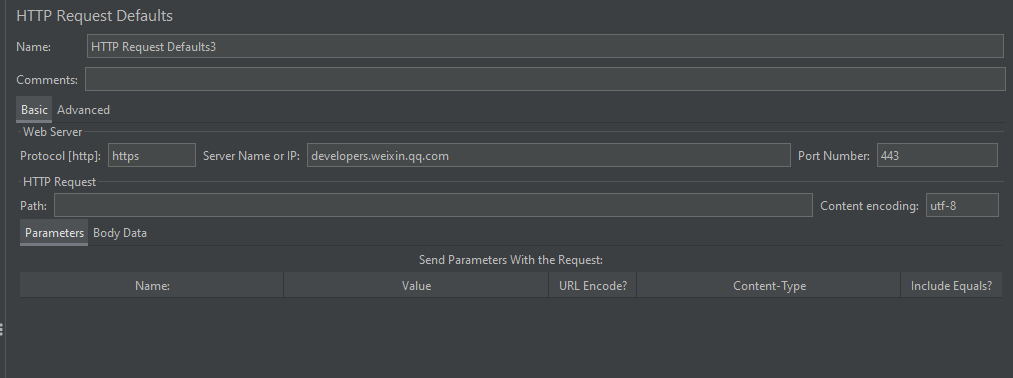 HTTP Request Defaults
Name: HTTP Request Defaults3
Comments:
Basic Advanced
Web Server
Protocol [http]: https Server Name or IP: developers.weixin.qq.com Port Number: 443
HTTP Request
Path: Content encoding: utf-8
Parameters Body Data
Send Parameters With the Request:
Name: Value URL Encode? Content-Type Include Equals?